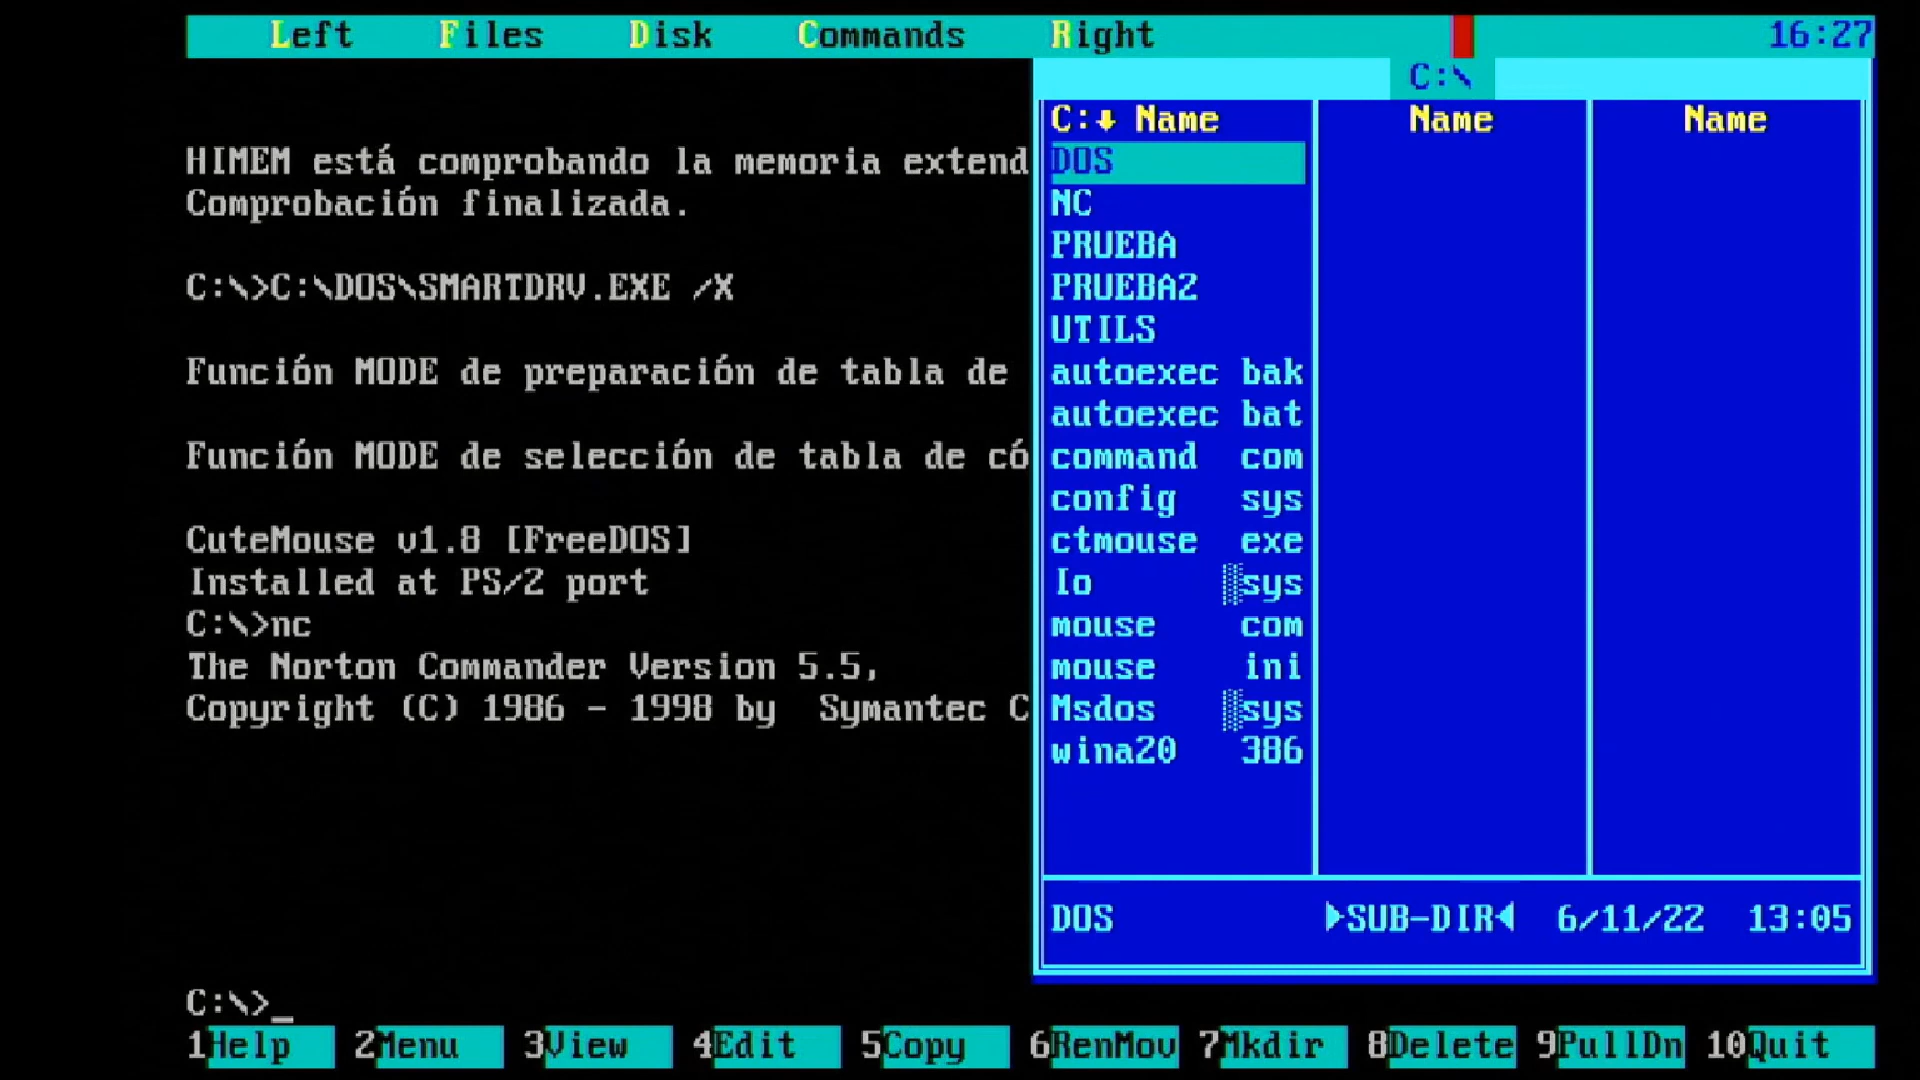 Left Files Disk Commands Right 16:27
C:\
C:↓ Name Name Name
HIMEM está comprobando la memoria extend
Comprobación finalizada.
C:\>C:\DOS\SMARTDRV.EXE /X
Función MODE de preparación de tabla de
Función MODE de selección de tabla de có
CuteMouse v1.8 [FreeDOS]
Installed at PS/2 port
C:\>nc
The Norton Commander Version 5.5,
Copyright (C) 1986 - 1998 by Symantec C
DOS
NC
PRUEBA
PRUEBA2
UTILS
autoexec bak
autoexec bat
command com
config sys
ctmouse exe
Io ░sys
mouse com
mouse ini
Msdos ░sys
wina20 386
DOS ►SUB-DIR◄ 6/11/22 13:05
C:\>_
1Help 2Menu 3View 4Edit 5Copy 6RenMov 7Mkdir 8Delete 9PullDn 10Quit